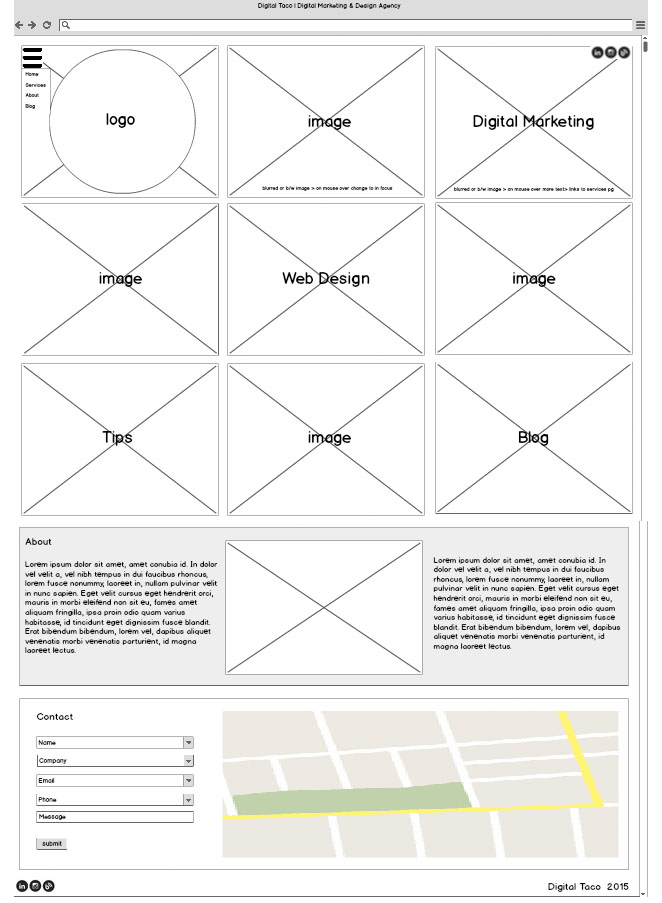 Digital Taco | Digital Marketing & Design Agency
Home
Services
About
Blog
logo
image
blurred or b/w image > on mouse over change to in focus
Digital Marketing
blurred or b/w image > on mouse over more text> links to services pg
image
Web Design
image
Tips
image
Blog
About
Lorem ipsum dolor sit amet, amet, conubia id. In dolor
vel velit a, vel nibh tempus in dui faucibus rhoncus,
lorem fusce nonummy, laoreet in, nullam pulvinar velit
in nunc sapien. Eget velit cursus eget hendrerit orci,
mauris in morbi eleifend non sit eu, fames amet
aliquam fringilla, ipsa proin odio quam varius
habitasse, id tincidunt eget dignissim fusce blandit.
Erat bibendum bibendum, lorem vel, dapibus aliquet
venenatis morbi venenatis parturient, id
laoreet lectus.
Lorem ipsum dolor sit amet, amet, conubia id. In
dolor vel velit a, vel nibh tempus in dui faucibus
rhoncus, lorem fusce nonummy, laoreet in, nullam
pulvinar velit in nunc sapien. Eget velit cursus eget
hendrerit orci, mauris in morbi eleifend non sit eu,
fames amet aliquam fringilla, ipsa proin odio quam
varius habitasse, id tincidunt eget dignissim fusce
blandit. Erat bibendum bibendum, lorem vel, dapibus
aliquet venenatis morbi venenatis parturient, id
laoreet lectus.
Contact
Name
Company
Email
Phone
Message
submit
Digital Taco 2015